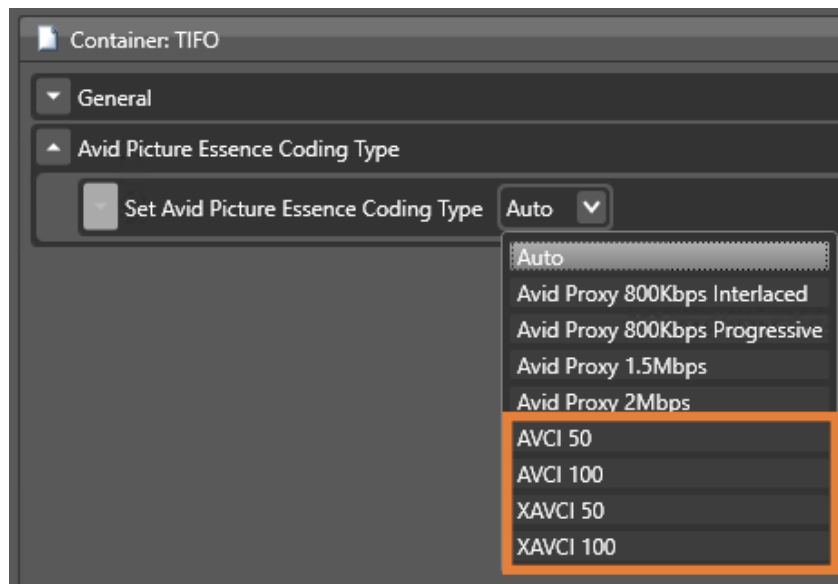 Container: TIFO
General
Avid Picture Essence Coding Type
Set Avid Picture Essence Coding Type Auto
Auto
Avid Proxy 800Kbps Interlaced
Avid Proxy 800Kbps Progressive
Avid Proxy 1.5Mbps
Avid Proxy 2Mbps
AVCI 50
AVCI 100
XAVCI 50
XAVCI 100